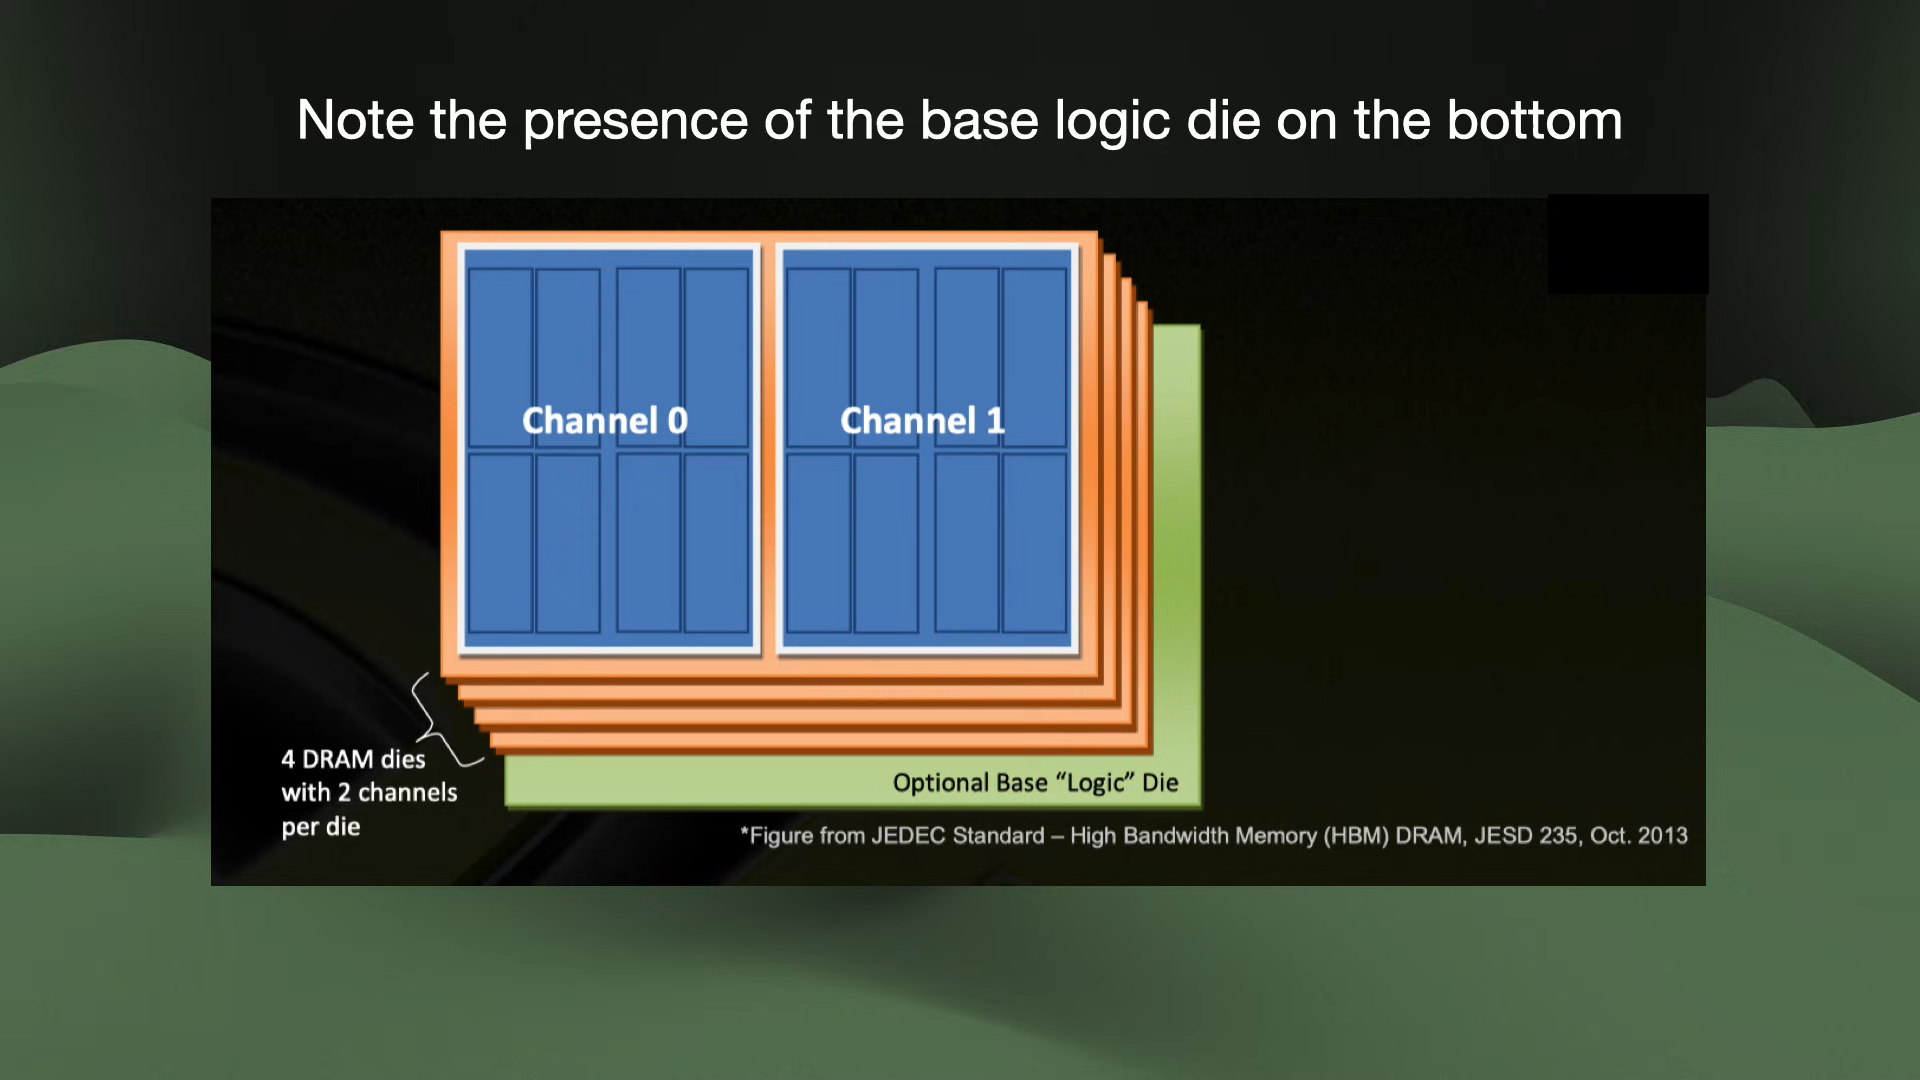 Note the presence of the base logic die on the bottom
Channel 0
Channel 1
4 DRAM dies
with 2 channels
per die
Optional Base “Logic” Die
*Figure from JEDEC Standard – High Bandwidth Memory (HBM) DRAM, JESD 235, Oct. 2013